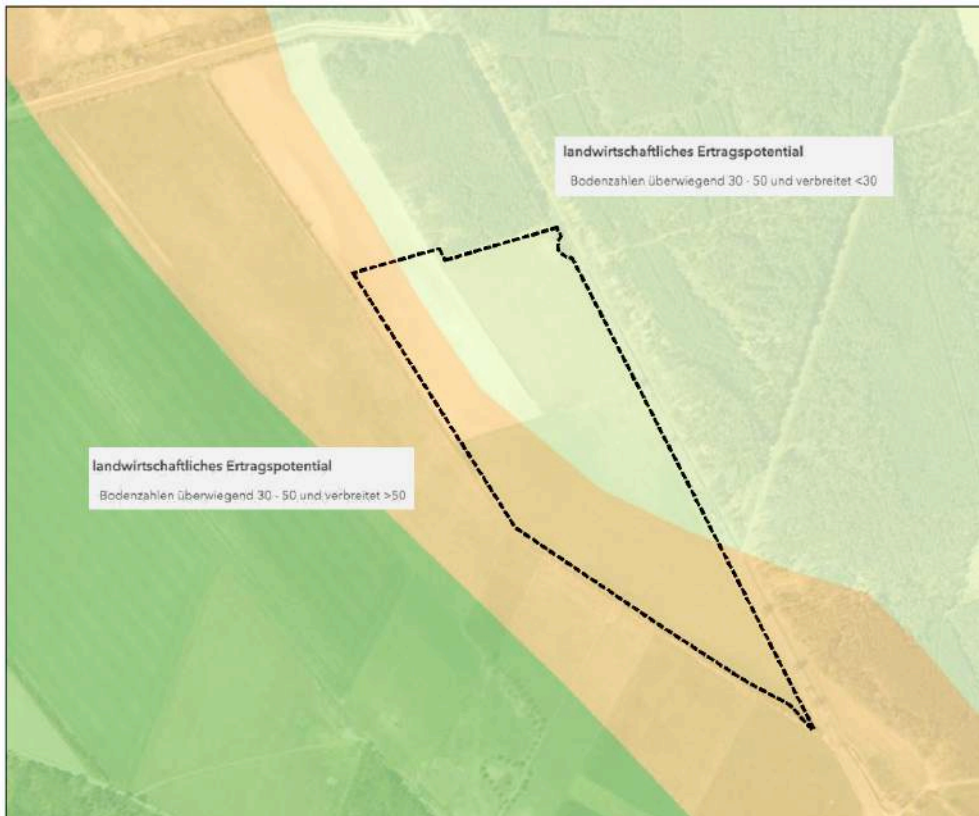 landwirtschaftliches Ertragspotential
Bodenzahlen überwiegend 30 - 50 und verbreitet <30
landwirtschaftliches Ertragspotential
Bodenzahlen überwiegend 30 - 50 und verbreitet >50